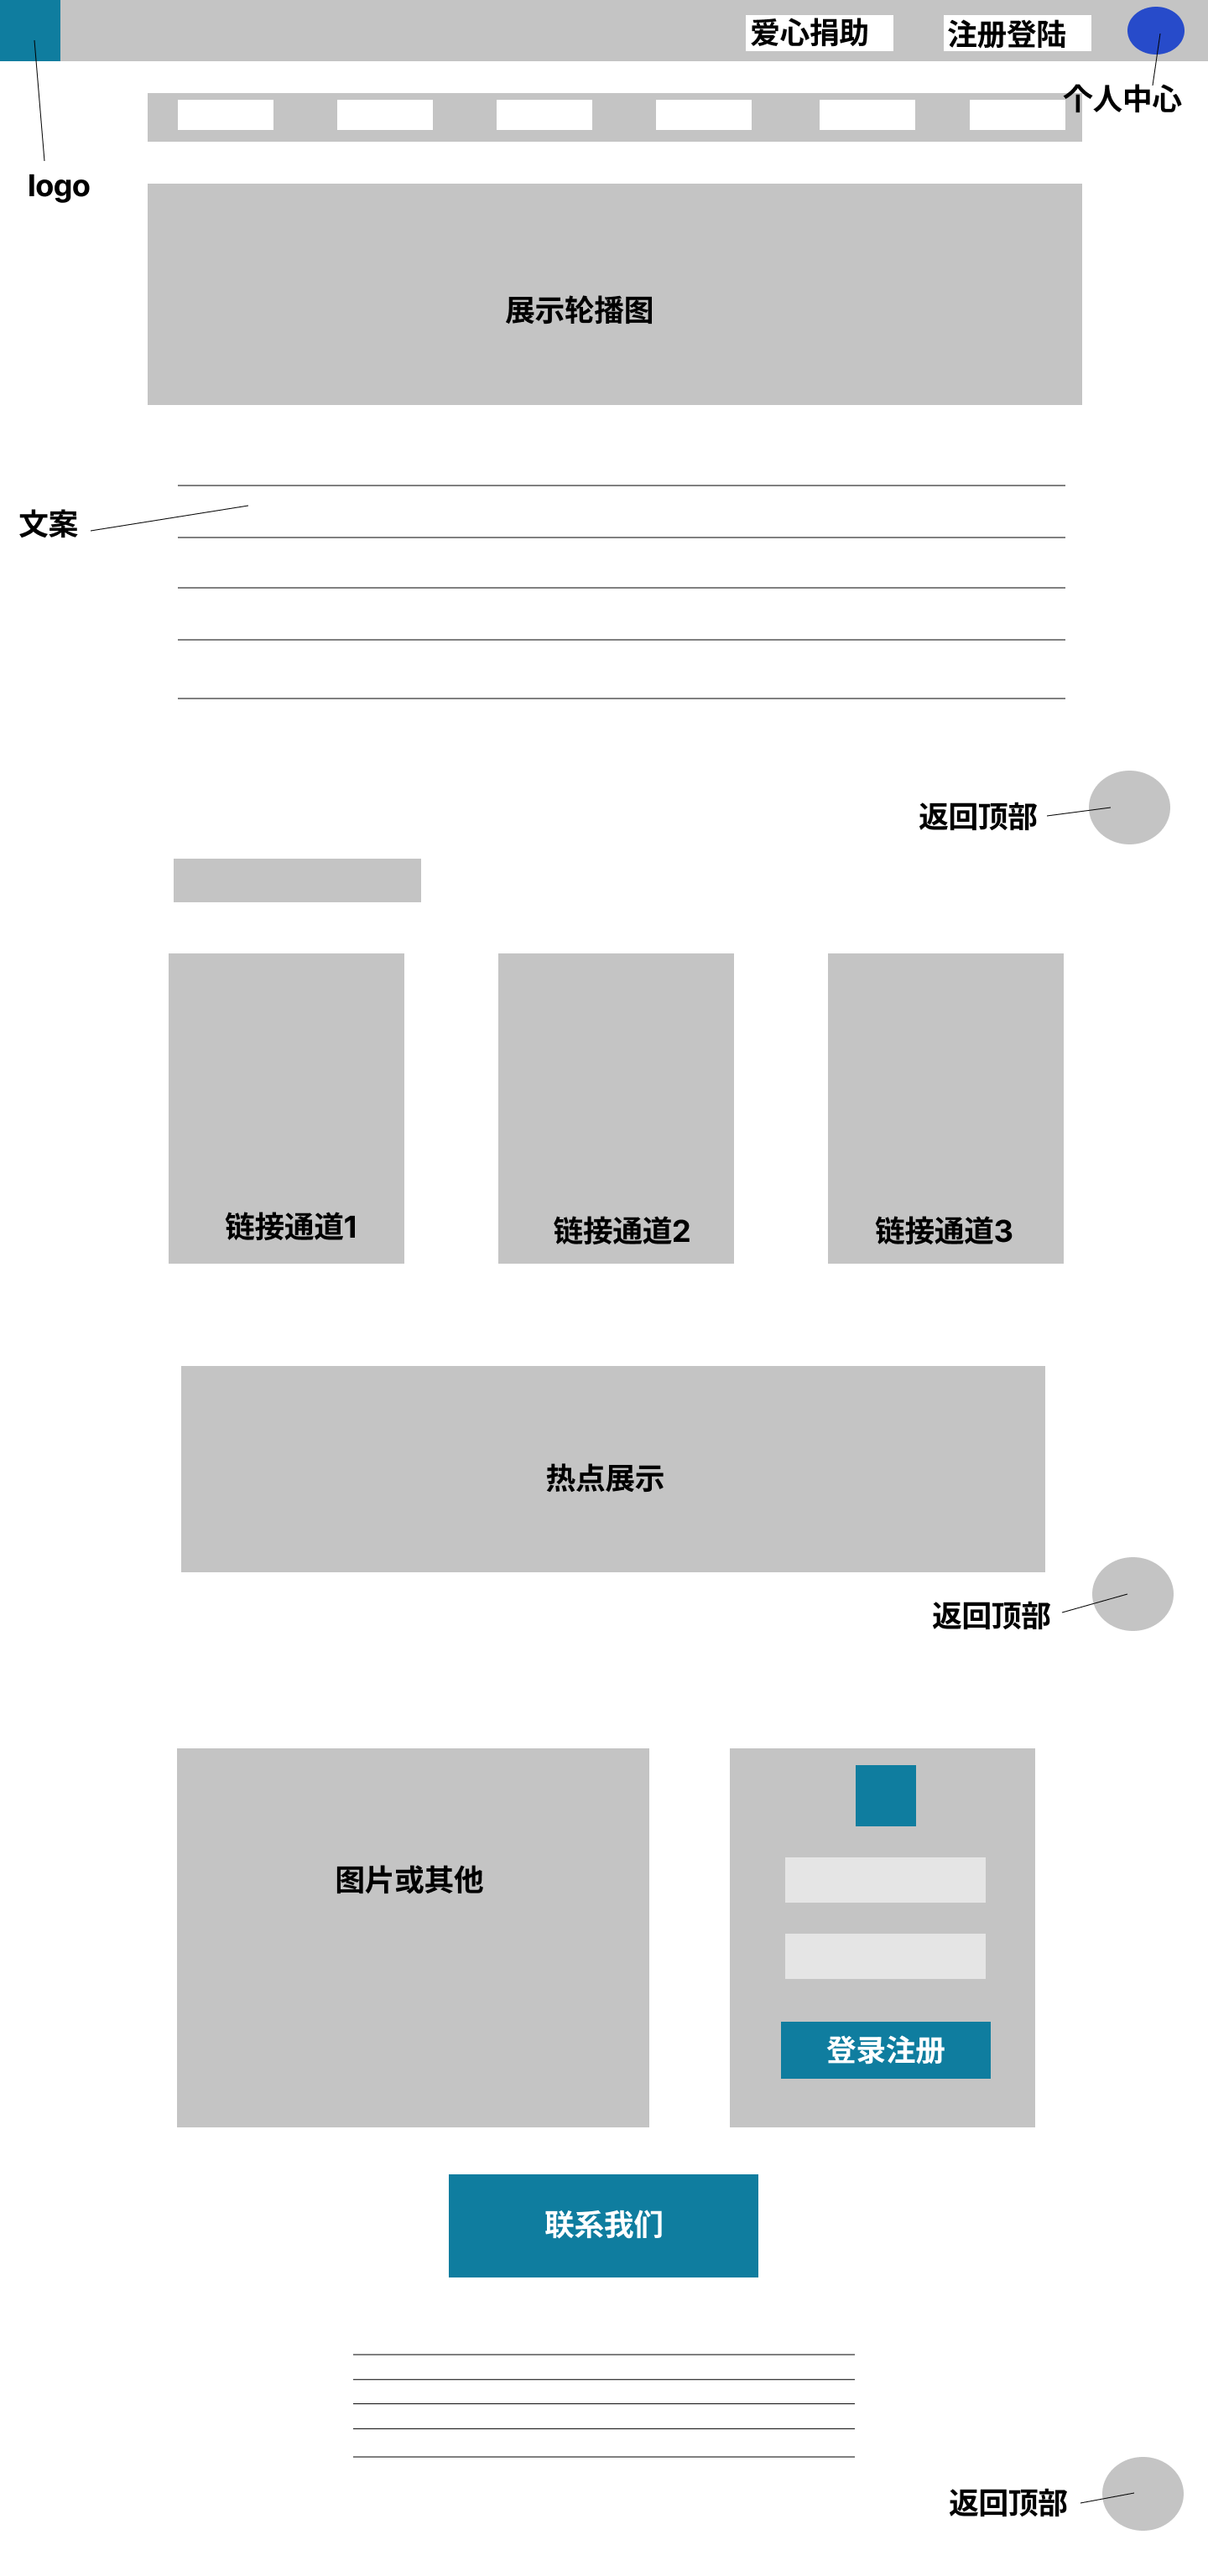 爱心捐助
注册登陆
个人中心
logo
展示轮播图
文案
返回顶部
链接通道1
链接通道2
链接通道3
热点展示
返回顶部
图片或其他
登录注册
联系我们
返回顶部